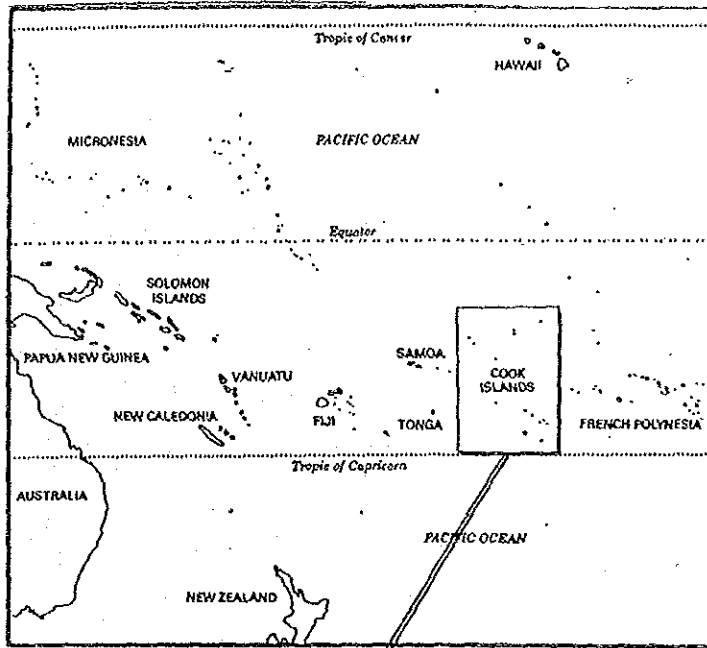 Tropic of Cancer
HAWAII
MICRONESIA
PACIFIC OCEAN
Equator
SOLOMON
ISLANDS
PAPUA NEW GUINEA
SAMOA
COOK
ISLANDS
VANUATU
NEW CALEDONIA
FIJI
TONGA
FRENCH POLYNESIA
Tropic of Capricorn
AUSTRALIA
PACIFIC OCEAN
NEW ZEALAND